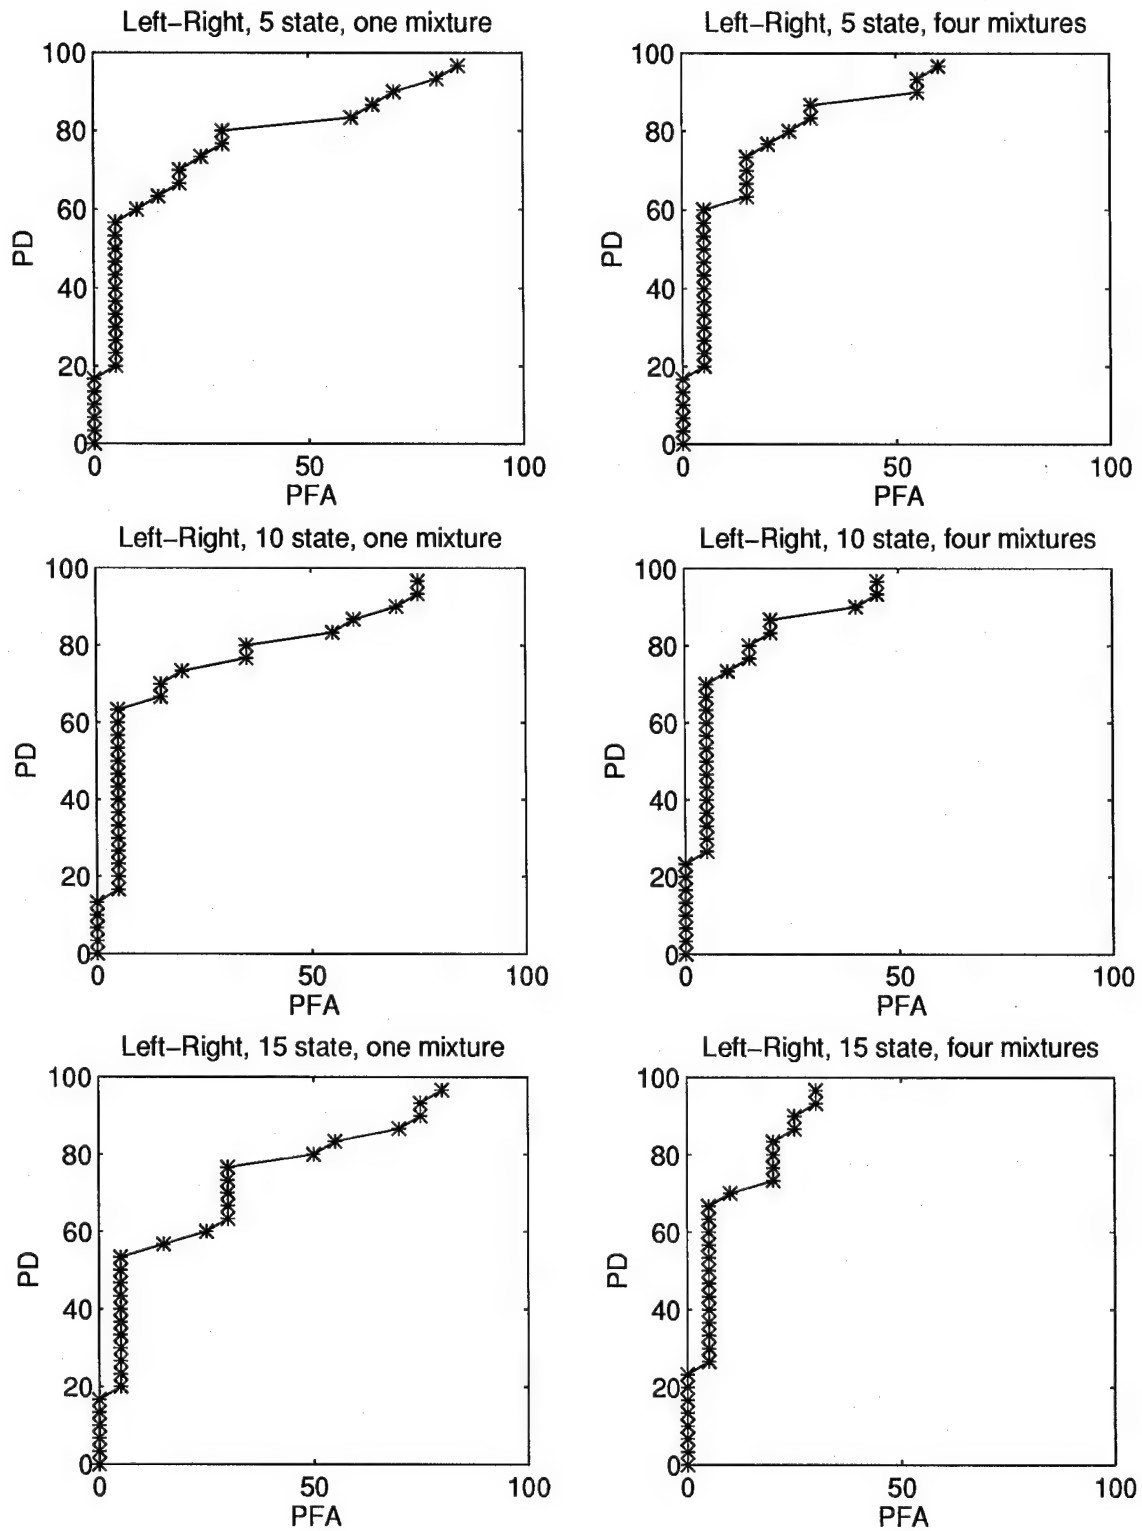 Left–Right, 5 state, one mixture
100
80
60
40
20
0
PD
0 50 100
PFA
Left–Right, 5 state, four mixtures
100
80
60
40
20
0
PD
0 50 100
PFA
Left–Right, 10 state, one mixture
100
80
60
40
20
0
PD
0 50 100
PFA
Left–Right, 10 state, four mixtures
100
80
60
40
20
0
PD
0 50 100
PFA
Left–Right, 15 state, one mixture
100
80
60
40
20
0
PD
0 50 100
PFA
Left–Right, 15 state, four mixtures
100
80
60
40
20
0
PD
0 50 100
PFA